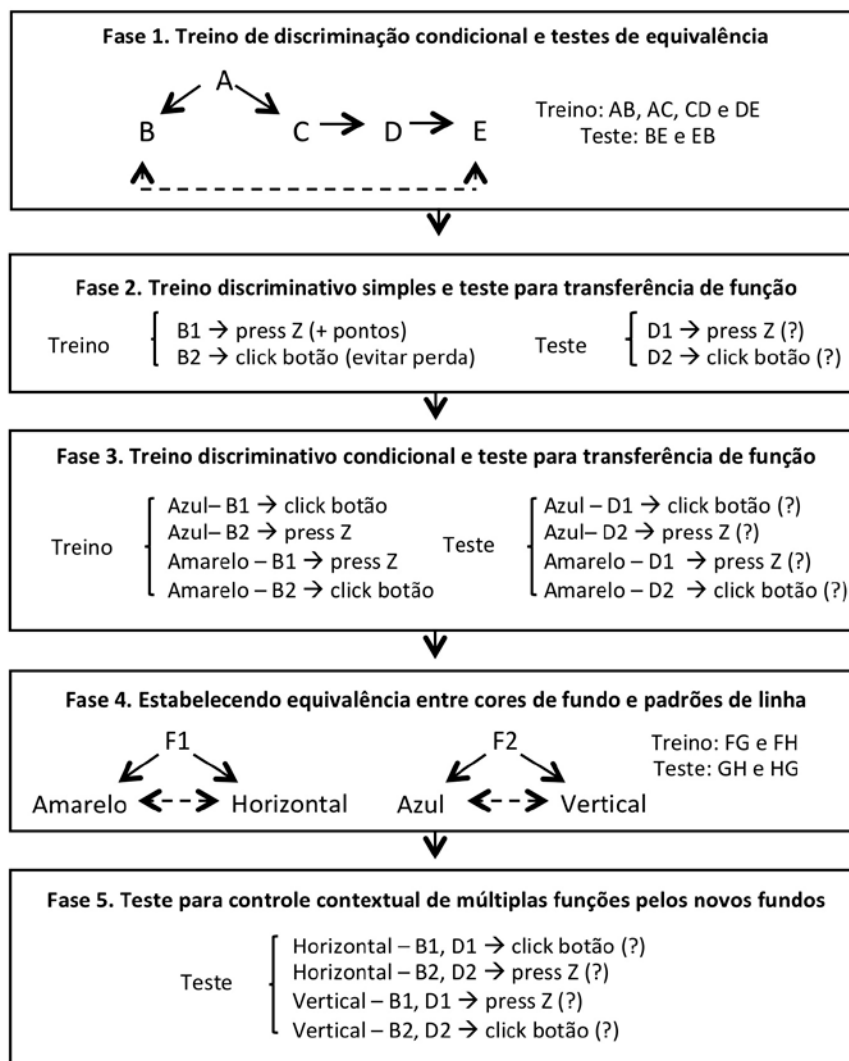 Fase 1. Treino de discriminação condicional e testes de equivalência
A
B C D E
Treino: AB, AC, CD e DE
Teste: BE e EB
Fase 2. Treino discriminativo simples e teste para transferência de função
Treino
B1 → press Z (+ pontos)
B2 → click botão (evitar perda)
Teste
D1 → press Z (?)
D2 → click botão (?)
Fase 3. Treino discriminativo condicional e teste para transferência de função
Treino
Azul– B1 → click botão
Azul– B2 → press Z
Amarelo – B1 → press Z
Amarelo – B2 → click botão
Teste
Azul – D1 → click botão (?)
Azul– D2 → press Z (?)
Amarelo – D1 → press Z (?)
Amarelo – D2 → click botão (?)
Fase 4. Estabelecendo equivalência entre cores de fundo e padrões de linha
F1
Amarelo Horizontal
F2
Azul Vertical
Treino: FG e FH
Teste: GH e HG
Fase 5. Teste para controle contextual de múltiplas funções pelos novos fundos
Teste
Horizontal – B1, D1 → click botão (?)
Horizontal – B2, D2 → press Z (?)
Vertical – B1, D1 → press Z (?)
Vertical – B2, D2 → click botão (?)